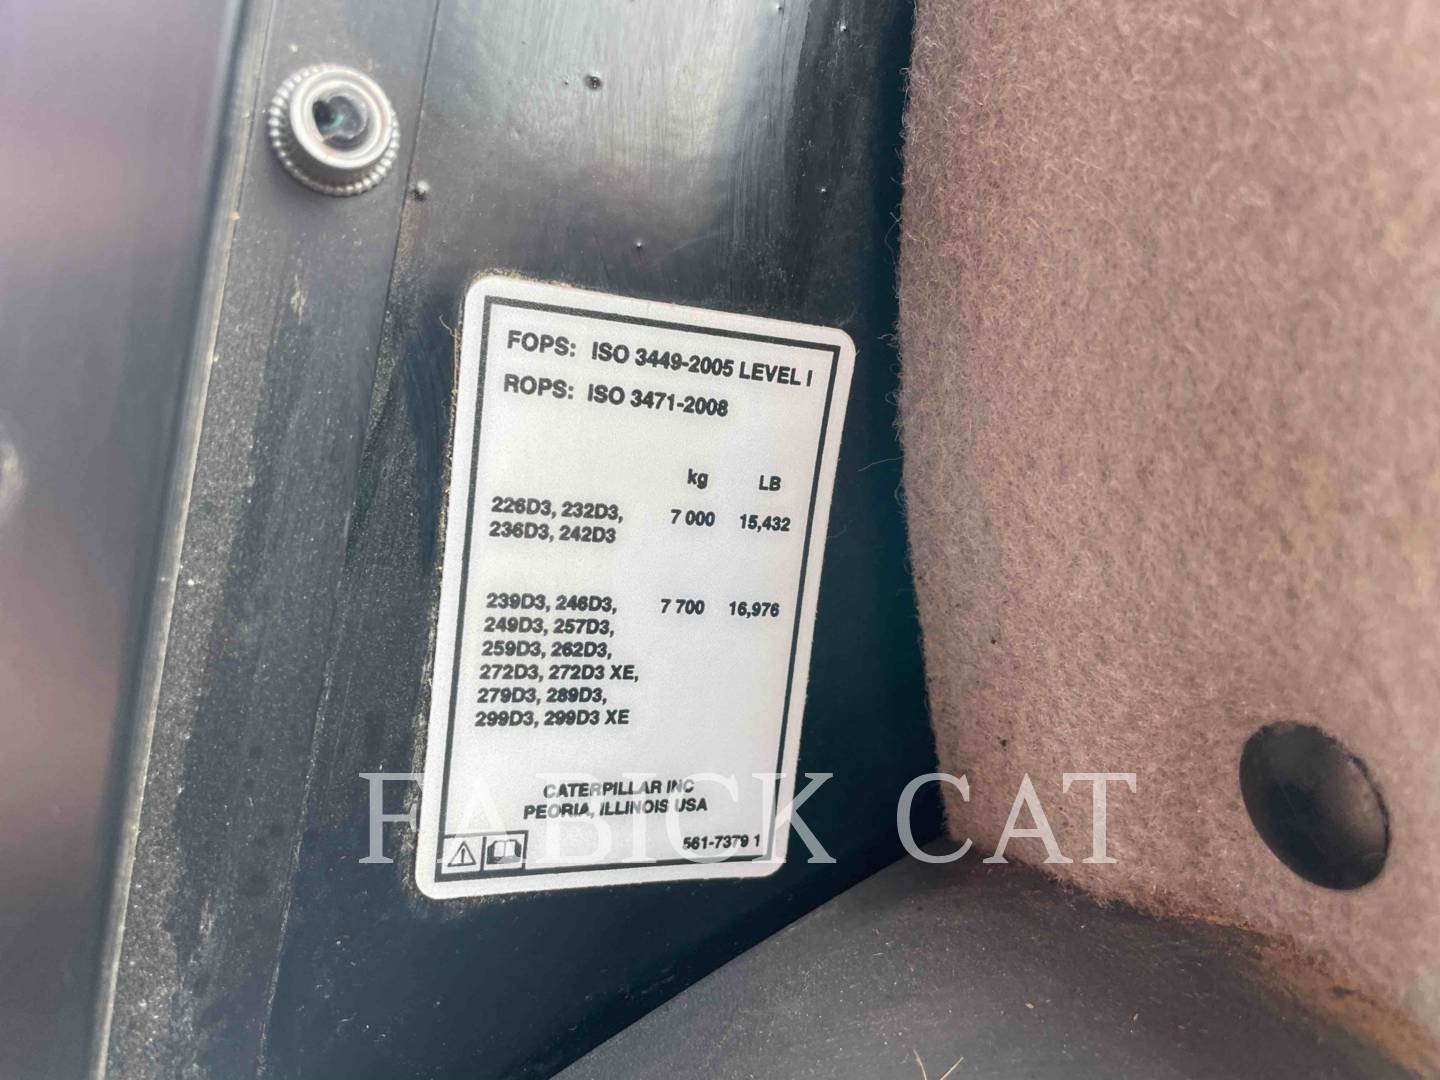 FOPS: ISO 3449-2005 LEVEL I
ROPS: ISO 3471-2008
kg LB
226D3, 232D3, 7 000 15,432
236D3, 242D3
239D3, 246D3, 7 700 16,976
249D3, 257D3,
259D3, 262D3,
272D3, 272D3 XE,
279D3, 289D3,
299D3, 299D3 XE
CATERPILLAR INC
PEORIA, ILLINOIS USA
561-7379 1
FABICK CAT